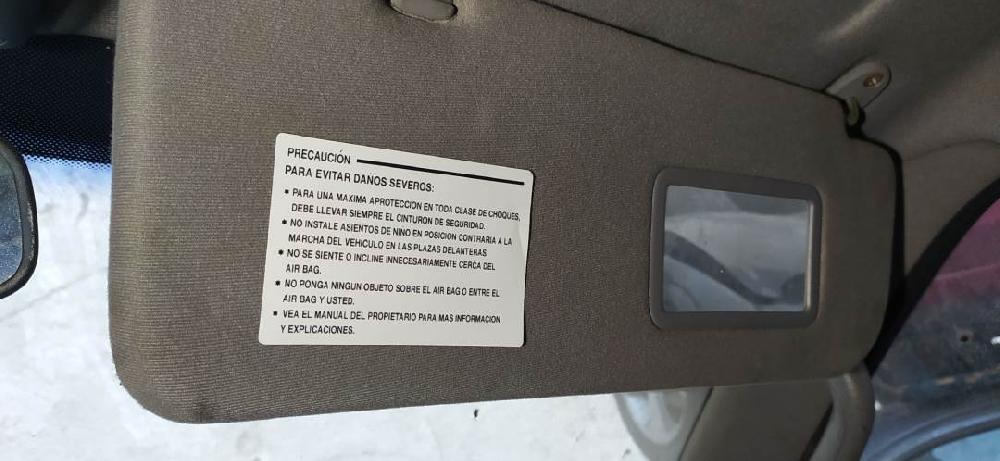 PRECAUCIÓN
PARA EVITAR DANOS SEVEROS:
• PARA UNA MAXIMA APROTECCION EN TODA CLASE DE CHOQUES,
DEBE LLEVAR SIEMPRE EL CINTURON DE SEGURIDAD.
• NO INSTALE ASIENTOS DE NINO EN POSICION CONTRARIA A LA
MARCHA DEL VEHICULO EN LAS PLAZAS DELANTERAS
• NO SE SIENTE O INCLINE INNECESARIAMENTE CERCA DEL
AIR BAG.
• NO PONGA NINGUN OBJETO SOBRE EL AIR BAG O ENTRE EL
AIR BAG Y USTED.
• VEA EL MANUAL DEL PROPIETARIO PARA MAS INFORMACION
Y EXPLICACIONES.